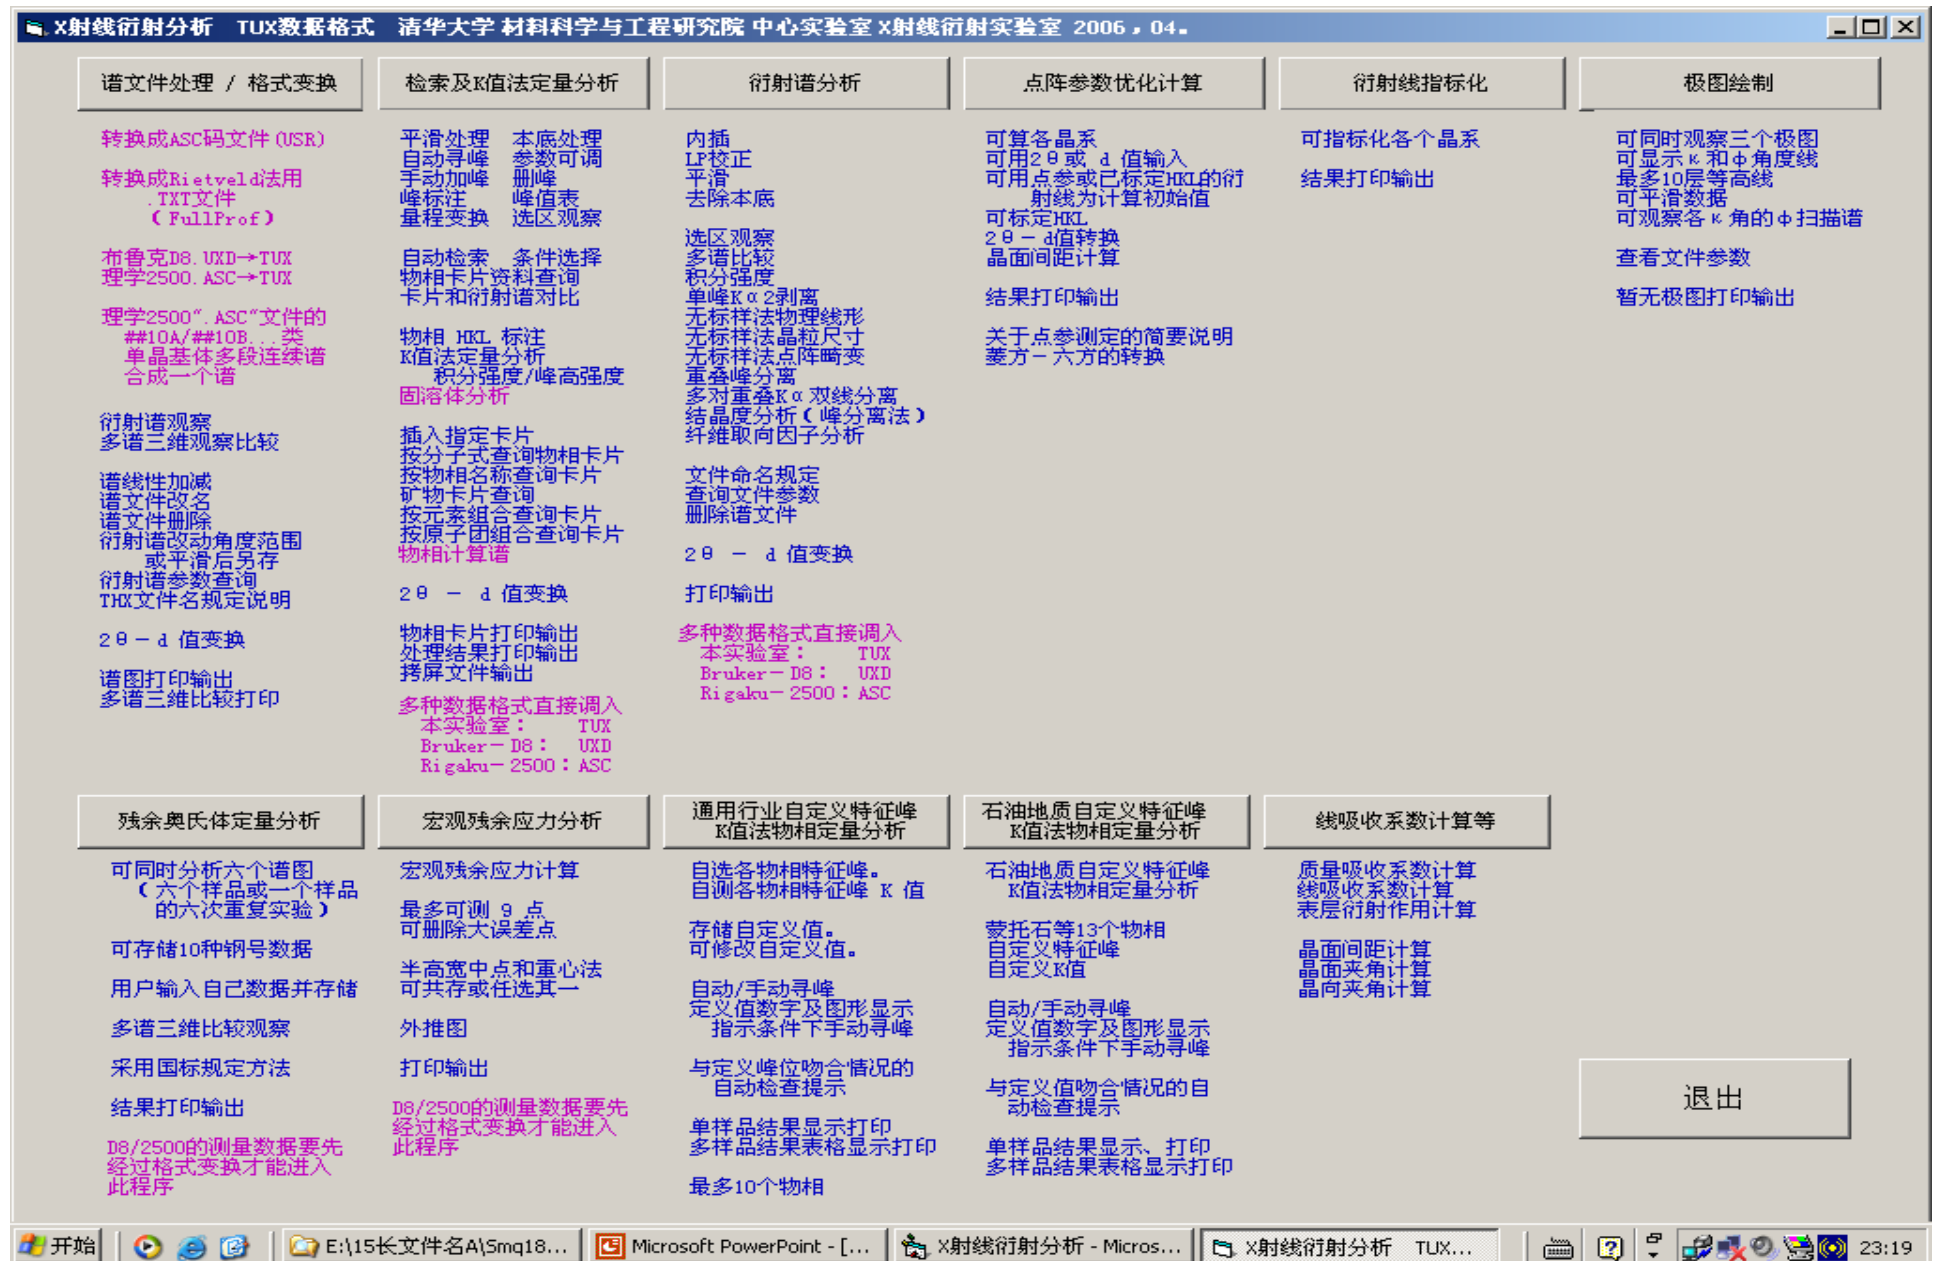 X射线衍射分析 TUX数据格式 清华大学 材料科学与工程研究院 中心实验室 X射线衍射实验室 2006，04。
谱文件处理 / 格式变换
转换成ASC码文件(USR)
转换成Rietveld法用
.TXT文件
(FullProf)
布鲁克D8.UXD→TUX
理学2500.ASC→TUX
理学2500“.ASC“文件的
##10A/##10B...类
单晶基体多段连续谱
合成一个谱
衍射谱观察
多谱三维观察比较
谱线性加减
谱文件改名
谱文件删除
衍射谱改动角度范围
或平滑后另存
衍射谱参数查询
THX文件名规定说明
2θ－d 值变换
谱图打印输出
多谱三维比较打印
检索及K值法定量分析
平滑处理 本底处理
自动寻峰 参数可调
手动加峰 删峰
峰标注 峰值表
量程变换 选区观察
自动检索 条件选择
物相卡片资料查询
卡片和衍射谱对比
物相 HKL 标注
K值法定量分析
积分强度/峰高强度
固溶体分析
插入指定卡片
按分子式查询物相卡片
按物相名称查询卡片
矿物卡片查询
按元素组合查询卡片
按原子团组合查询卡片
物相计算谱
2θ － d 值变换
物相卡片打印输出
处理结果打印输出
拷屏文件输出
多种数据格式直接调入
本实验室： TUX
Bruker－D8： UXD
Rigaku－2500：ASC
衍射谱分析
内插
LP校正
平滑
去除本底
选区观察
多谱比较
积分强度
单峰Kα2剥离
无标样法物理线形
无标样法晶粒尺寸
无标样法点阵畸变
重叠峰分离
多对重叠Kα双线分离
结晶度分析(峰分离法)
纤维取向因子分析
文件命名规定
查询文件参数
删除谱文件
2θ － d 值变换
打印输出
多种数据格式直接调入
本实验室： TUX
Bruker－D8： UXD
Rigaku－2500：ASC
点阵参数优化计算
可算各晶系
可用2θ或 d 值输入
可用点参或已标定HKL的衍
射线为计算初始值
可标定HKL
2θ－d值转换
晶面间距计算
结果打印输出
关于点参测定的简要说明
菱方－六方的转换
衍射线指标化
可指标化各个晶系
结果打印输出
极图绘制
可同时观察三个极图
可显示κ和φ角度线
最多10层等高线
可平滑数据
可观察各κ角的φ扫描谱
查看文件参数
暂无极图打印输出
残余奥氏体定量分析
可同时分析六个谱图
(六个样品或一个样品
的六次重复实验)
可存储10种钢号数据
用户输入自己数据并存储
多谱三维比较观察
采用国标规定方法
结果打印输出
D8/2500的测量数据要先
经过格式变换才能进入
此程序
宏观残余应力分析
宏观残余应力计算
最多可测 9 点
可删除大误差点
半高宽中点和重心法
可共存或任选其一
外推图
打印输出
D8/2500的测量数据要先
经过格式变换才能进入
此程序
通用行业自定义特征峰
K值法物相定量分析
自选各物相特征峰。
自测各物相特征峰 K 值
存储自定义值。
可修改自定义值。
自动/手动寻峰
定义值数字及图形显示
指示条件下手动寻峰
与定义峰位吻合情况的
自动检查提示
单样品结果显示打印
多样品结果表格显示打印
最多10个物相
石油地质自定义特征峰
K值法物相定量分析
石油地质自定义特征峰
K值法物相定量分析
蒙托石等13个物相
自定义特征峰
自定义K值
自动/手动寻峰
定义值数字及图形显示
指示条件下手动寻峰
与定义值吻合情况的自
动检查提示
单样品结果显示、打印
多样品结果表格显示打印
线吸收系数计算等
质量吸收系数计算
线吸收系数计算
表层衍射作用计算
晶面间距计算
晶面夹角计算
晶向夹角计算
退出
开始
E:\15长文件名A\Smq18...
Microsoft PowerPoint - [...
X射线衍射分析 - Micros...
X射线衍射分析 TUX...
23:19